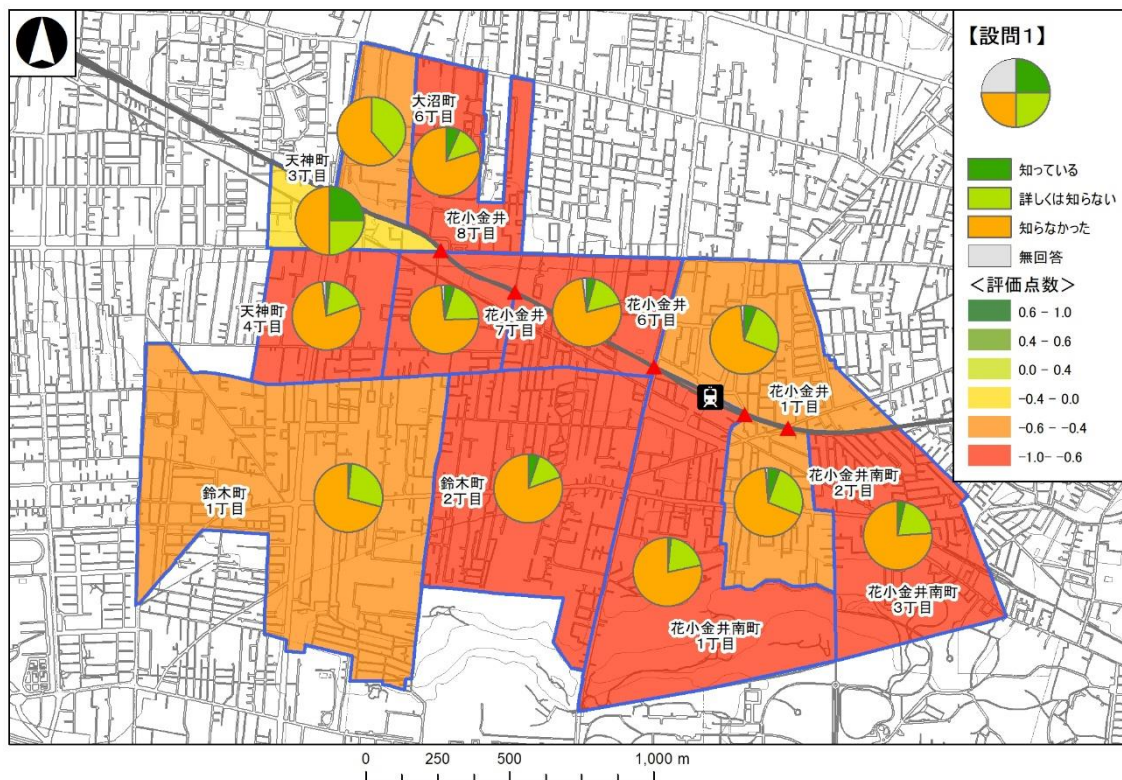 【設問1】
知っている
詳しくは知らない
知らなかった
無回答
<評価点数>
0.6 - 1.0
0.4 - 0.6
0.0 - 0.4
-0.4 - 0.0
-0.6 - -0.4
-1.0- -0.6
大沼町
6丁目
天神町
3丁目
花小金井
8丁目
天神町
4丁目
花小金井
7丁目
花小金井
6丁目
花小金井
1丁目
鈴木町
1丁目
鈴木町
2丁目
花小金井南町
2丁目
花小金井南町
3丁目
花小金井南町
1丁目
0 250 500 1,000 m